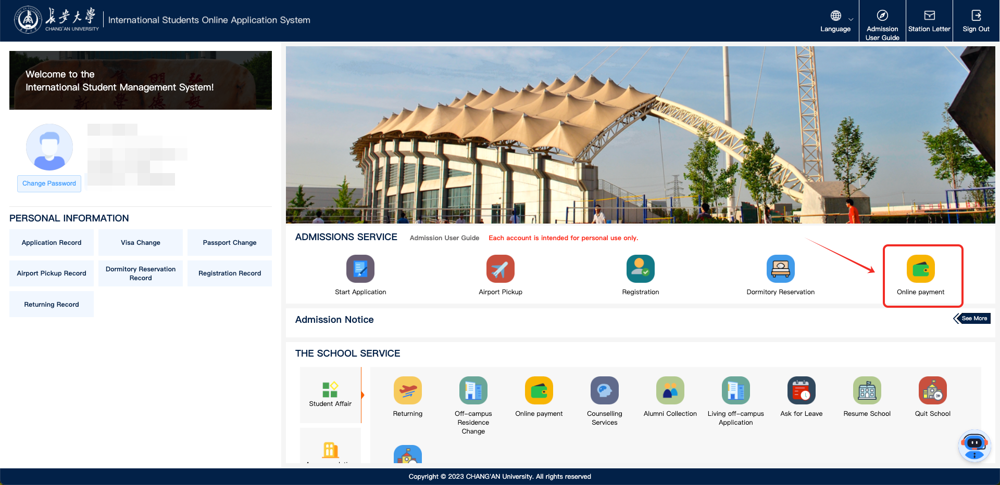 長安大學
CHANG'AN UNIVERSITY
International Students Online Application System
Language
Admission
User Guide
Station Letter
Sign Out
Welcome to the
International Student Management System!
Change Password
PERSONAL INFORMATION
Application Record
Visa Change
Passport Change
Airport Pickup Record
Dormitory Reservation
Record
Registration Record
Returning Record
ADMISSIONS SERVICE
Admission User Guide
Each account is intended for personal use only.
Start Application
Airport Pickup
Registration
Dormitory Reservation
Online payment
Admission Notice
See More
THE SCHOOL SERVICE
Student Affair
Returning
Off-campus
Residence
Change
Online payment
Counselling
Services
Alumni Collection
Living off-campus
Application
Ask for Leave
Resume School
Quit School
Copyright © 2023 CHANG'AN University. All rights reserved